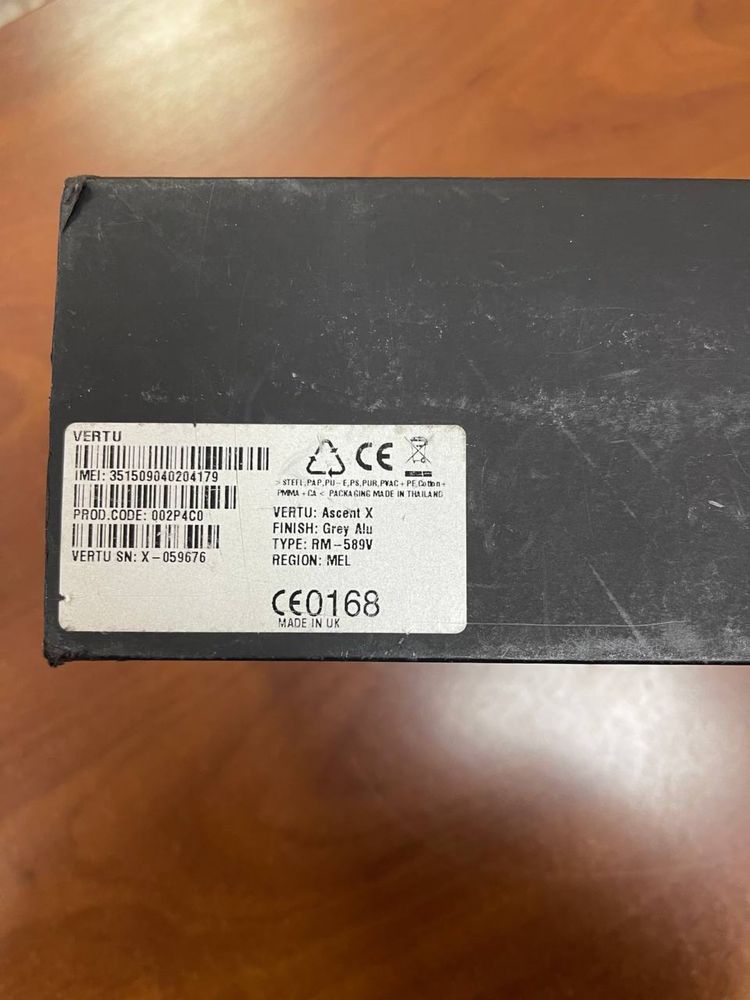 VERTU
IMEI: 351509040204179
PROD.CODE: 002P4C0
VERTU SN: X-059676
CE
> STEEL,PAP,PU-E,PS,PUR,PVAC+PE,Cotton+
PMMA+CA < PACKAGING MADE IN THAILAND
VERTU: Ascent X
FINISH: Grey Alu
TYPE: RM-589V
REGION: MEL
CE0168
MADE IN UK